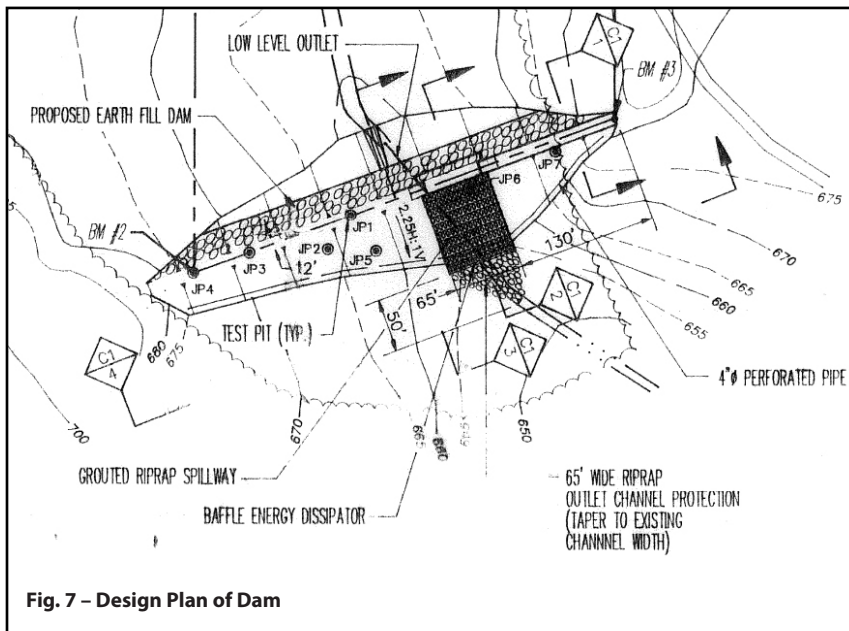 LOW LEVEL OUTLET
C1
1
BM #3
PROPOSED EARTH FILL DAM
JP7
JP6
675
BM #2
JP1
2.25H:1V
130'
670
JP2
JP3
JP5
12'
JP4
665
65'
660
C1
2
50'
655
TEST PIT (TYP.)
680
675
C1
3
C1
4
4"ø PERFORATED PIPE
700
670
665
660
665
650
GROUTED RIPRAP SPILLWAY
65' WIDE RIPRAP
OUTLET CHANNEL PROTECTION
(TAPER TO EXISTING
CHANNNEL WIDTH)
BAFFLE ENERGY DISSIPATOR
Fig. 7 – Design Plan of Dam